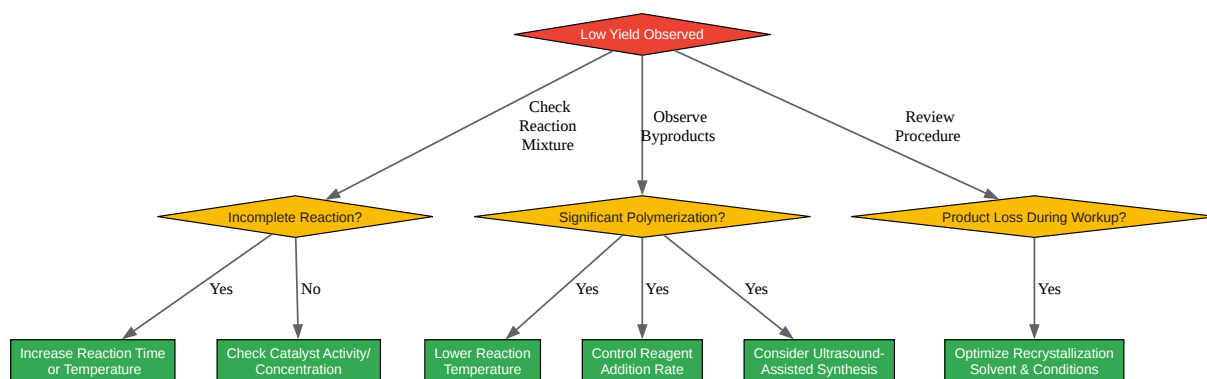 Low Yield Observed
Check
Reaction
Mixture
Observe
Byproducts
Review
Procedure
Incomplete Reaction?
Significant Polymerization?
Product Loss During Workup?
Yes
No
Yes
Yes
Yes
Yes
Increase Reaction Time
or Temperature
Check Catalyst Activity/
Concentration
Lower Reaction
Temperature
Control Reagent
Addition Rate
Consider Ultrasound-
Assisted Synthesis
Optimize Recrystallization
Solvent & Conditions